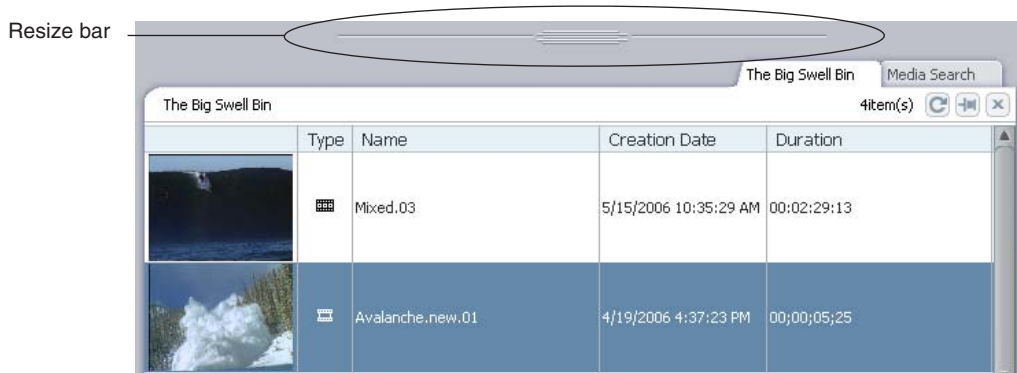 Resize bar
The Big Swell Bin
Media Search
The Big Swell Bin
4item(s)
Type Name Creation Date Duration
Mixed.03 5/15/2006 10:35:29 AM 00:02:29:13
Avalanche.new.01 4/19/2006 4:37:23 PM 00;00;05;25